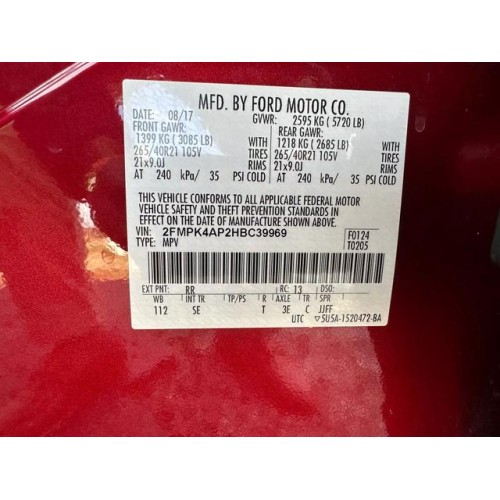 MFD. BY FORD MOTOR CO.
DATE: 08/17 GVWR: 2595 KG ( 5720 LB)
FRONT GAWR: REAR GAWR:
1399 KG ( 3085 LB) WITH 1218 KG ( 2685 LB) WITH
265/40R21 105V TIRES 265/40R21 105V TIRES
21x9.0J RIMS 21x9.0J RIMS
AT 240 kPa/ 35 PSI COLD AT 240 kPa/ 35 PSI COLD
THIS VEHICLE CONFORMS TO ALL APPLICABLE FEDERAL MOTOR
VEHICLE SAFETY AND THEFT PREVENTION STANDARDS IN
EFFECT ON THE DATE OF MANUFACTURE SHOWN ABOVE.
VIN: 2FMPK4AP2HBC39969 F0124
TYPE: MPV T0205
EXT PNT: RR RC: 13 DSO:
WB INT TR TP/PS R AXLE TR SPR
112 SE T 3E C JJFF
UTC ▽5U5A-1520472-BA